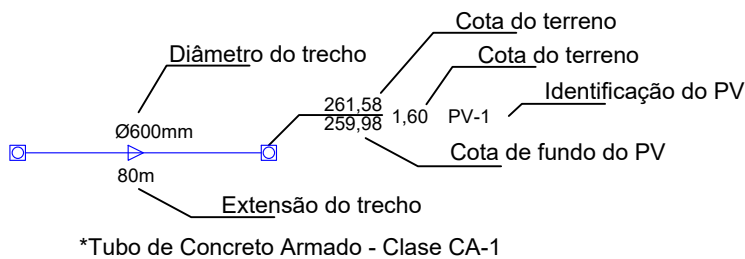 Cota do terreno
Diâmetro do trecho
Cota do terreno
Identificação do PV
261,58
1,60
PV-1
259,98
Ø600mm
Cota de fundo do PV
80m
Extensão do trecho
*Tubo de Concreto Armado - Clase CA-1